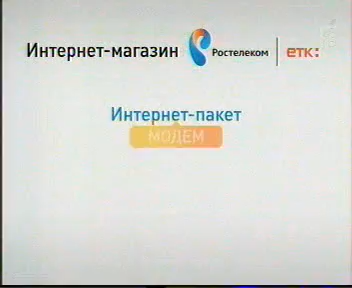 Интернет-магазин Ростелеком етк:
Интернет-пакет
МОДЕМ